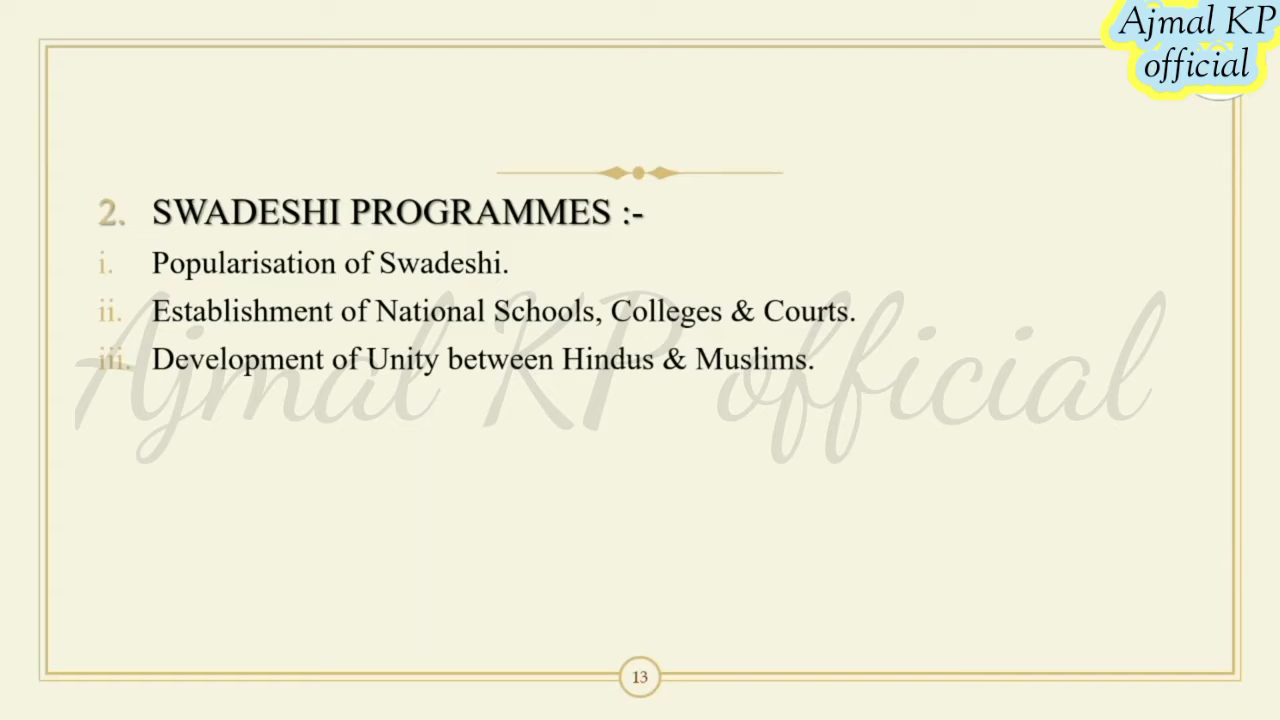 Ajmal KP
official
2. SWADESHI PROGRAMMES :-
i. Popularisation of Swadeshi.
ii. Establishment of National Schools, Colleges & Courts.
iii. Development of Unity between Hindus & Muslims.
Ajmal KP official
13